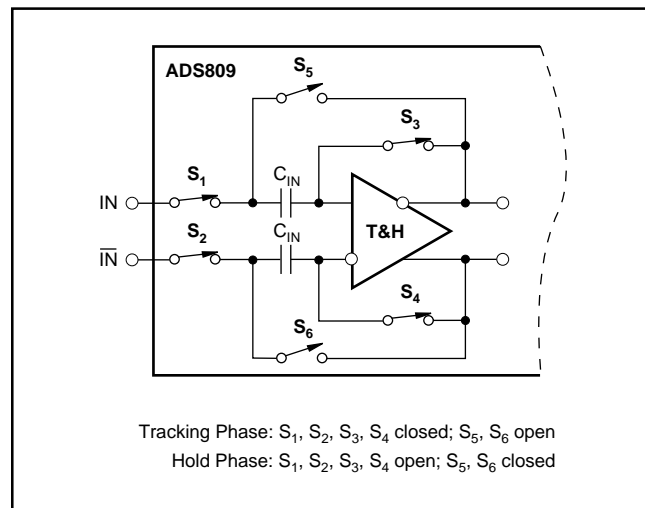 ADS809
S5
S3
S1
CIN
IN
S2
CIN
T&H
IN
S4
S6
Tracking Phase: S1, S2, S3, S4 closed; S5, S6 open
Hold Phase: S1, S2, S3, S4 open; S5, S6 closed